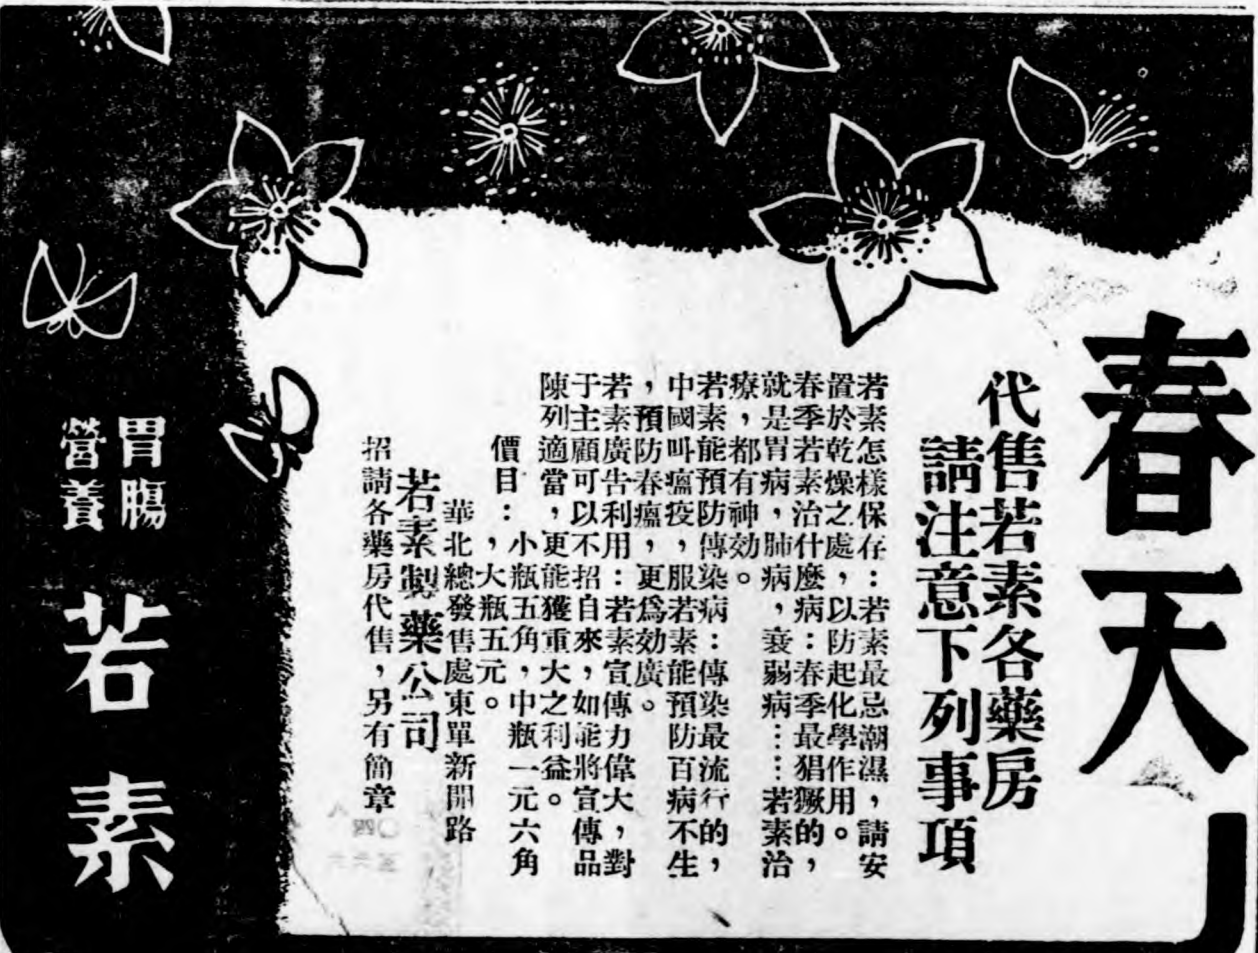 春天
代售若素各藥房
請注意下列事項
若素怎樣保存：若素最忌潮濕，請安
置於乾燥之處，以防起化學作用。
春季若素治什麼病：春季最猖獗的，
就是胃病，肺病，衰弱病……若素治
療，都有神効。
若素能預防傳染病：傳染最流行的，
中國叫瘟疫，服若素能預防百病不生
，預防春瘟，更爲効廣。
若素廣告利用：若素宣傳力偉大，對
于主顧可以不招自來，如能將宣傳品
陳列適當，更能獲重大之利益。
價目：小瓶五角，中瓶一元六角
，大瓶五元。
華北總發售處東單新開路
若素製藥公司
招請各藥房代售，另有簡章
胃腸
營養
若素